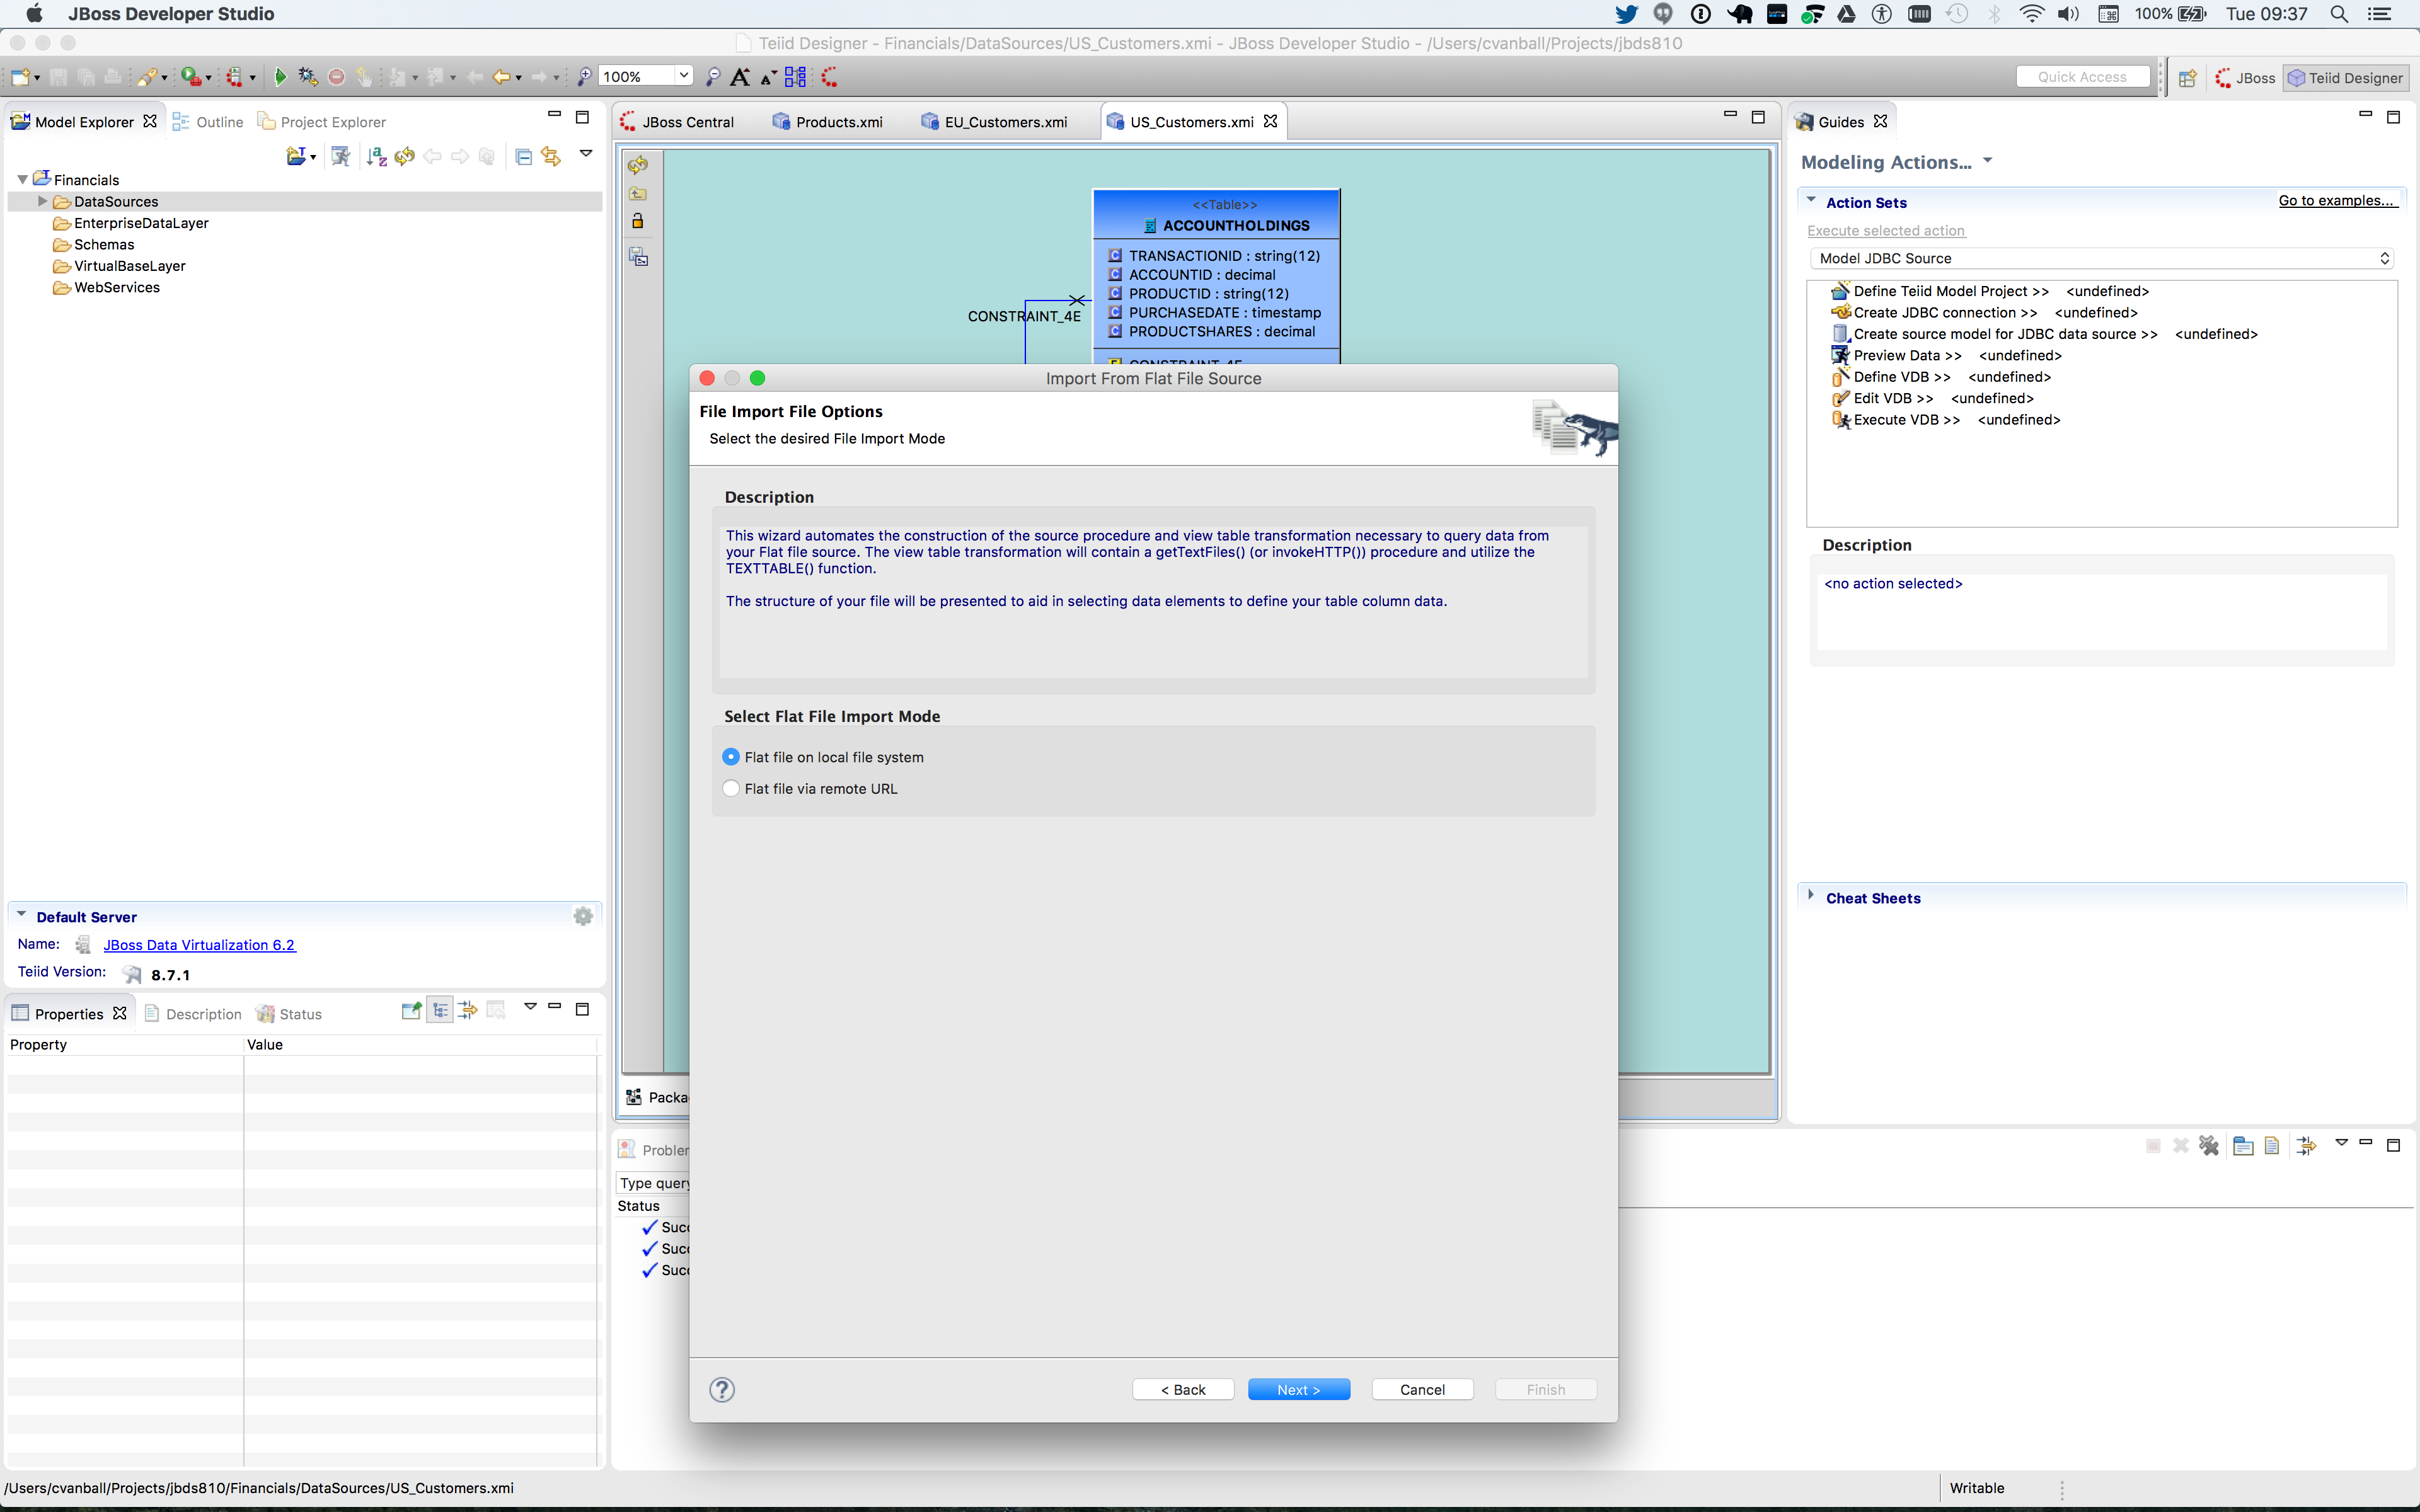 JBoss Developer Studio
100%
Tue 09:37
Teiid Designer - Financials/DataSources/US_Customers.xmi - JBoss Developer Studio - /Users/cvanball/Projects/jbds810
100%
Quick Access
JBoss
Teiid Designer
Model Explorer
Outline
Project Explorer
Financials
DataSources
EnterpriseDataLayer
Schemas
VirtualBaseLayer
WebServices
Default Server
Name:
JBoss Data Virtualization 6.2
Teiid Version:
8.7.1
Properties
Description
Status
Property
Value
JBoss Central
Products.xmi
EU_Customers.xmi
US_Customers.xmi
<<Table>>
ACCOUNTHOLDINGS
TRANSACTIONID : string(12)
ACCOUNTID : decimal
PRODUCTID : string(12)
PURCHASEDATE : timestamp
PRODUCTSHARES : decimal
CONSTRAINT_4E
CONSTRAINT_4E
Import From Flat File Source
File Import File Options
Select the desired File Import Mode
Description
This wizard automates the construction of the source procedure and view table transformation necessary to query data from
your Flat file source. The view table transformation will contain a getTextFiles() (or invokeHTTP()) procedure and utilize the
TEXTTABLE() function.
The structure of your file will be presented to aid in selecting data elements to define your table column data.
Select Flat File Import Mode
Flat file on local file system
Flat file via remote URL
< Back
Next >
Cancel
Finish
Packa
Probler
Type query
Status
Succ
Succ
Succ
Guides
Modeling Actions...
Action Sets
Go to examples...
Execute selected action
Model JDBC Source
Define Teiid Model Project >> <undefined>
Create JDBC connection >> <undefined>
Create source model for JDBC data source >> <undefined>
Preview Data >> <undefined>
Define VDB >> <undefined>
Edit VDB >> <undefined>
Execute VDB >> <undefined>
Description
<no action selected>
Cheat Sheets
/Users/cvanball/Projects/jbds810/Financials/DataSources/US_Customers.xmi
Writable